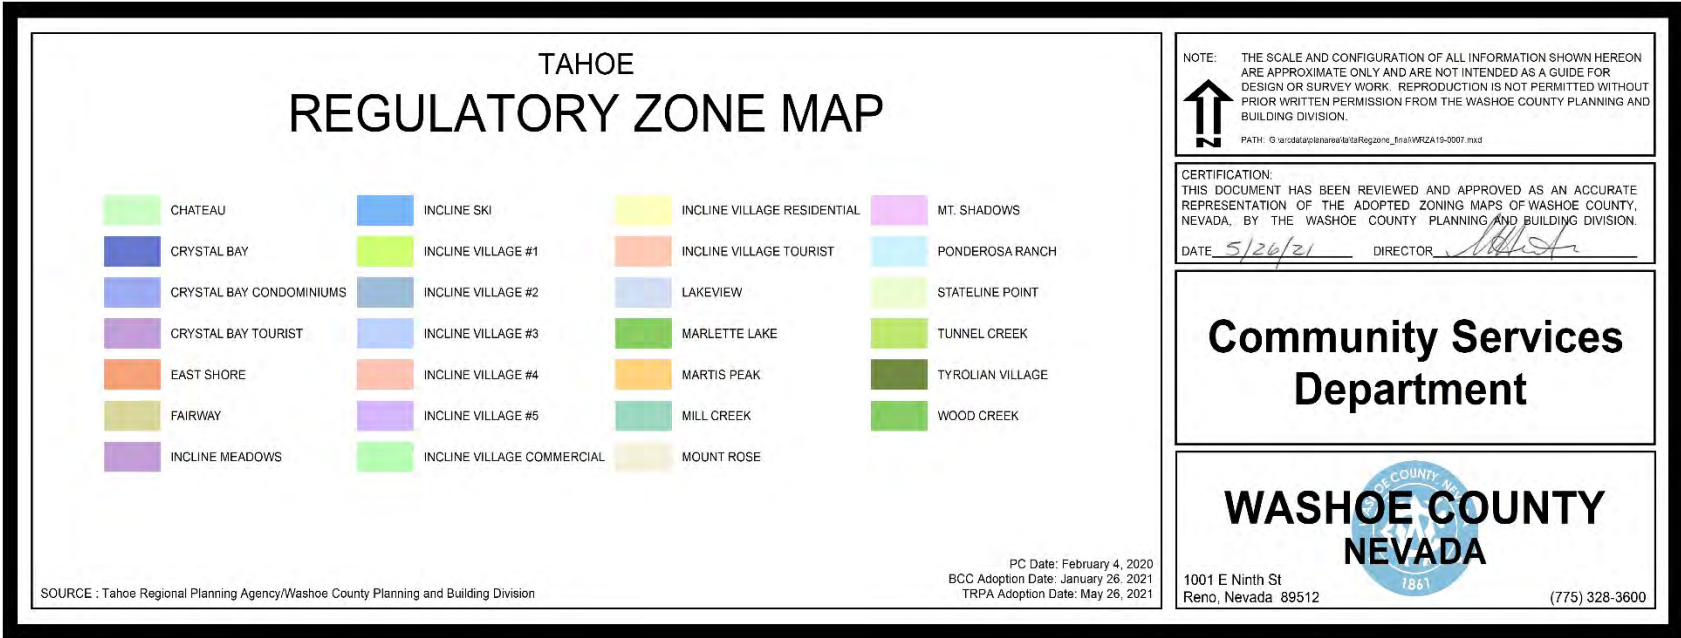 TAHOE
REGULATORY ZONE MAP
CHATEAU
CRYSTAL BAY
CRYSTAL BAY CONDOMINIUMS
CRYSTAL BAY TOURIST
EAST SHORE
FAIRWAY
INCLINE MEADOWS
INCLINE SKI
INCLINE VILLAGE #1
INCLINE VILLAGE #2
INCLINE VILLAGE #3
INCLINE VILLAGE #4
INCLINE VILLAGE #5
INCLINE VILLAGE COMMERCIAL
INCLINE VILLAGE RESIDENTIAL
INCLINE VILLAGE TOURIST
LAKEVIEW
MARLETTE LAKE
MARTIS PEAK
MILL CREEK
MOUNT ROSE
MT. SHADOWS
PONDEROSA RANCH
STATELINE POINT
TUNNEL CREEK
TYROLIAN VILLAGE
WOOD CREEK
SOURCE : Tahoe Regional Planning Agency/Washoe County Planning and Building Division
PC Date: February 4, 2020
BCC Adoption Date: January 26. 2021
TRPA Adoption Date: May 26, 2021
NOTE: THE SCALE AND CONFIGURATION OF ALL INFORMATION SHOWN HEREON
ARE APPROXIMATE ONLY AND ARE NOT INTENDED AS A GUIDE FOR
DESIGN OR SURVEY WORK. REPRODUCTION IS NOT PERMITTED WITHOUT
PRIOR WRITTEN PERMISSION FROM THE WASHOE COUNTY PLANNING AND
BUILDING DIVISION.
N
PATH:
CERTIFICATION:
THIS DOCUMENT HAS BEEN REVIEWED AND APPROVED AS AN ACCURATE
REPRESENTATION OF THE ADOPTED ZONING MAPS OF WASHOE COUNTY,
NEVADA, BY THE WASHOE COUNTY PLANNING AND BUILDING DIVISION.
DATE 5/26/21 DIRECTOR
Community Services
Department
WASHOE COUNTY
NEVADA
1861
1001 E Ninth St
Reno, Nevada 89512
(775) 328-3600